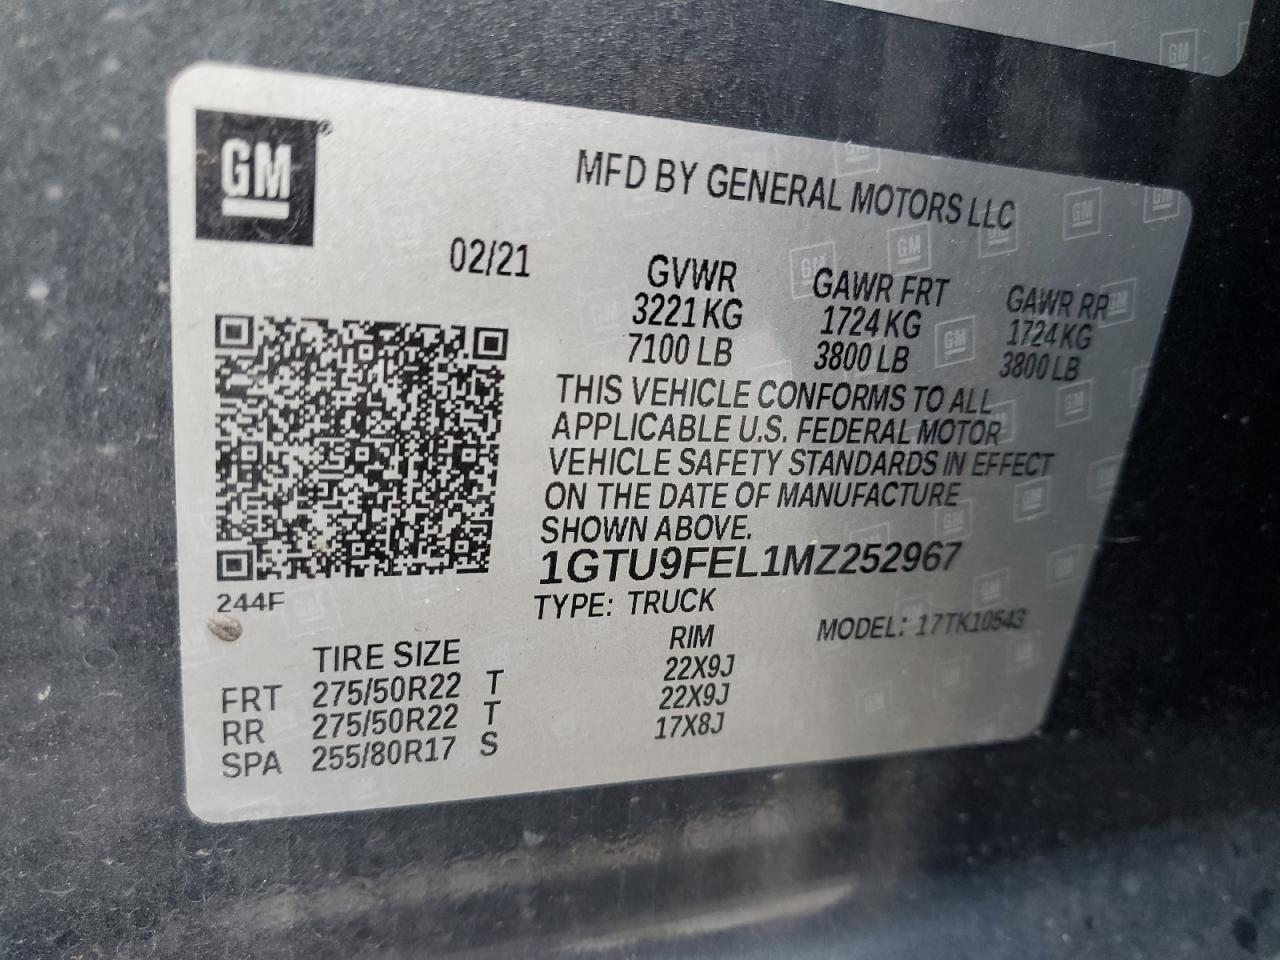 GM®
MFD BY GENERAL MOTORS LLC
02/21
GVWR GAWR FRT GAWR RR
3221 KG 1724 KG 1724 KG
7100 LB 3800 LB 3800 LB
THIS VEHICLE CONFORMS TO ALL
APPLICABLE U.S. FEDERAL MOTOR
VEHICLE SAFETY STANDARDS IN EFFECT
ON THE DATE OF MANUFACTURE
SHOWN ABOVE.
1GTU9FEL1MZ252967
244F
TYPE: TRUCK MODEL: 17TK10543
TIRE SIZE RIM
FRT 275/50R22 T 22X9J
RR 275/50R22 T 22X9J
SPA 255/80R17 S 17X8J